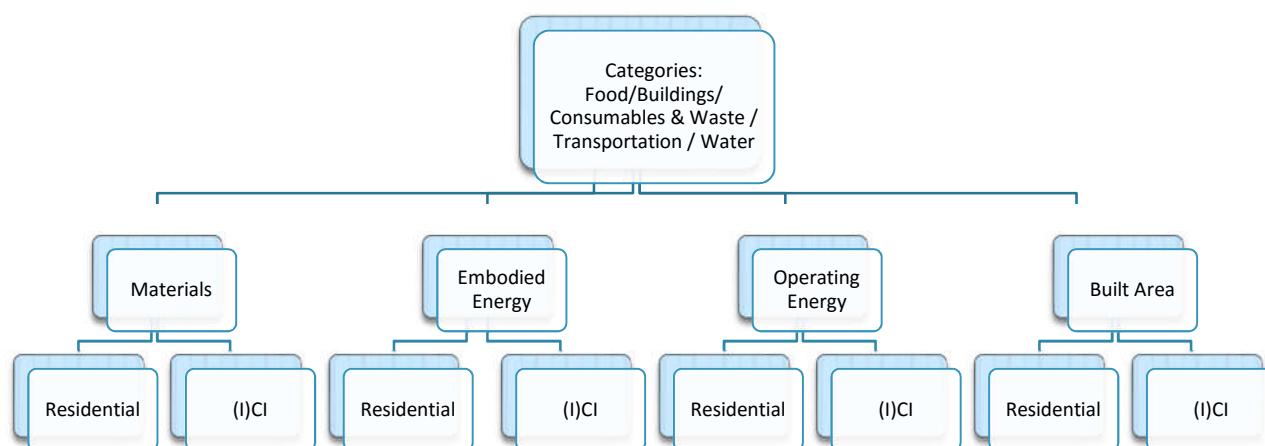 Categories:
Food/Buildings/
Consumables & Waste /
Transportation / Water
Materials
Embodied
Energy
Operating
Energy
Built Area
Residential
(I)CI
Residential
(I)CI
Residential
(I)CI
Residential
(I)CI